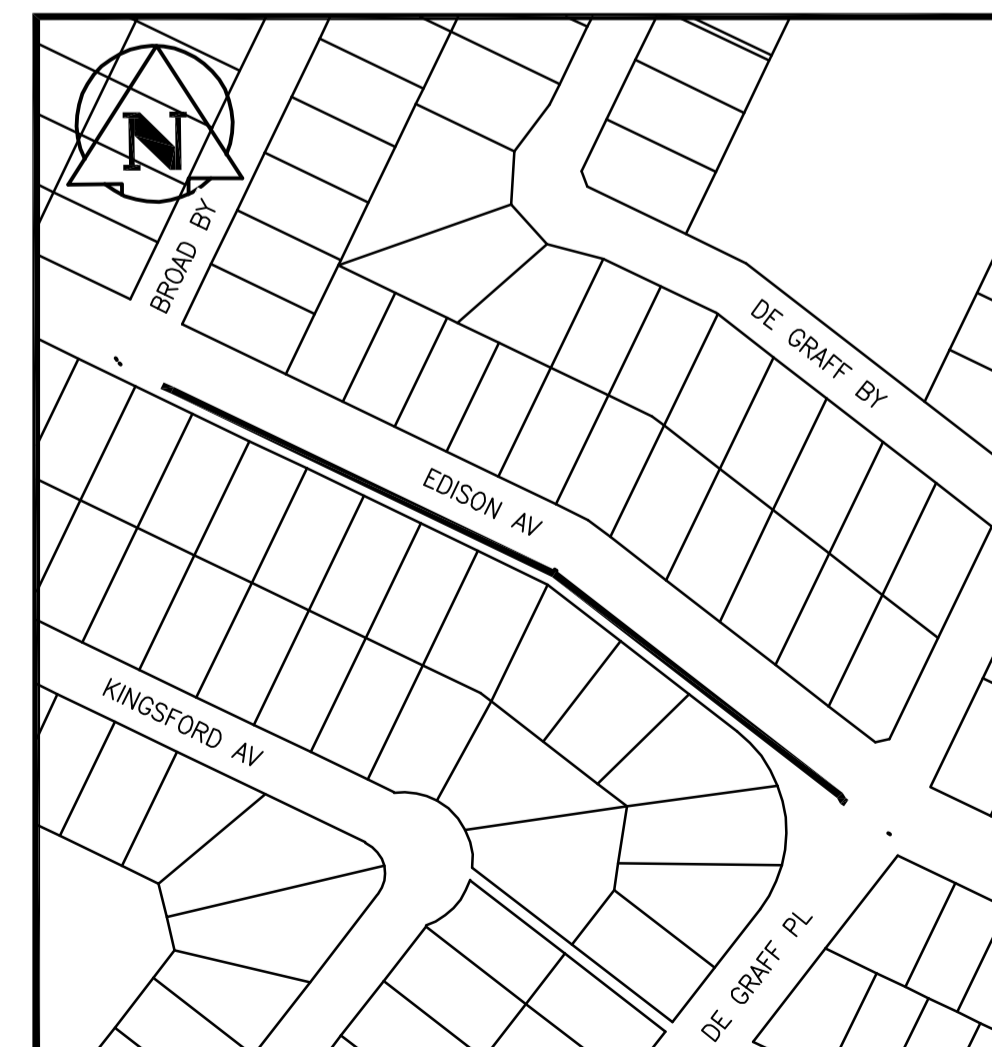 N
BROAD BY
DE GRAFF BY
EDISON AV
KINGSFORD AV
DE GRAFF PL